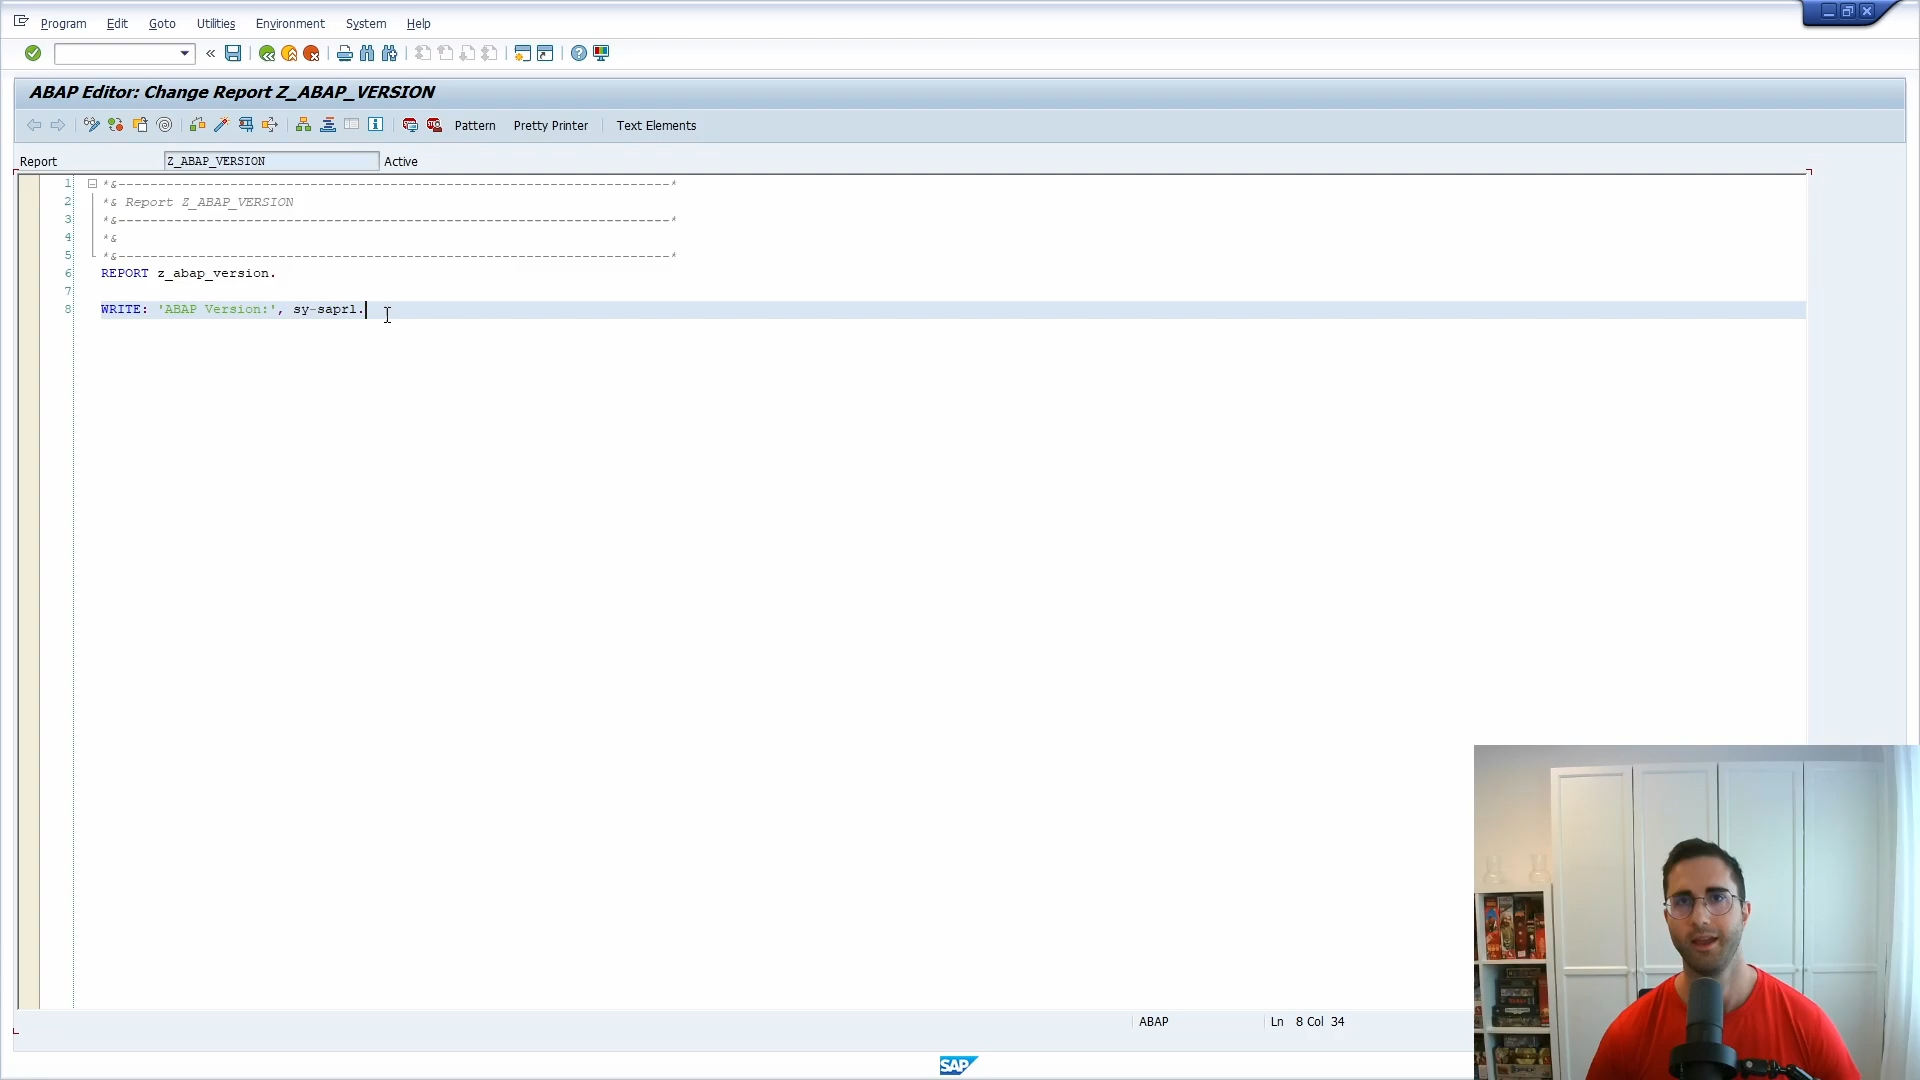 Program Edit Goto Utilities Environment System Help
ABAP Editor: Change Report Z_ABAP_VERSION
Pattern Pretty Printer Text Elements
Report Z_ABAP_VERSION Active
1 *&---------------------------------------------------------------------*
2 *& Report Z_ABAP_VERSION
3 *&---------------------------------------------------------------------*
4 *&
5 *&---------------------------------------------------------------------*
6 REPORT z_abap_version.
7
8 WRITE: 'ABAP Version:', sy-saprl.
ABAP Ln 8 Col 34
SAP